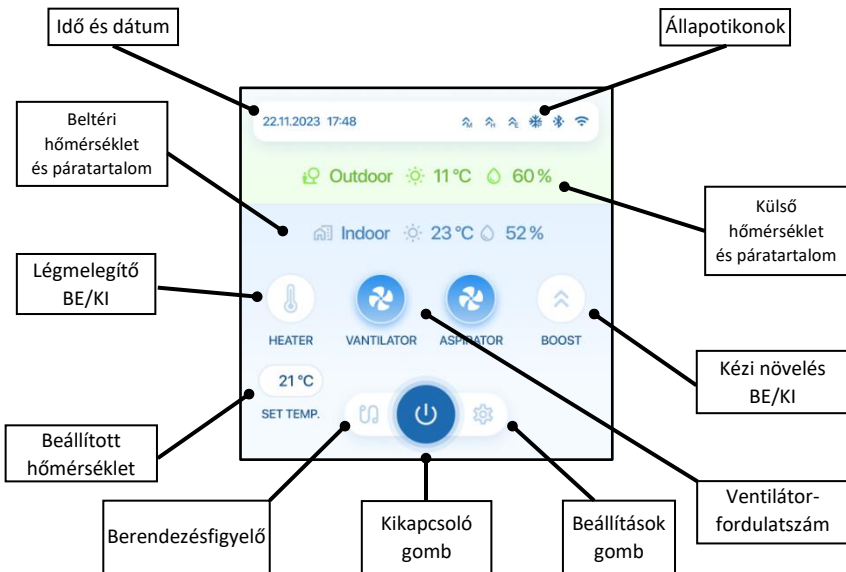 Idő és dátum
Állapotikonok
Beltéri
hőmérséklet
és páratartalom
22.11.2023 17:48
M H E
Outdoor 11 °C 60 %
Külső
hőmérséklet
és páratartalom
Indoor 23 °C 52 %
Légmelegítő
BE/KI
HEATER VANTILATOR ASPIRATOR BOOST
Kézi növelés
BE/KI
21 °C
SET TEMP.
Beállított
hőmérséklet
Ventilátor-
fordulatszám
Berendezésfigyelő
Kikapcsoló
gomb
Beállítások
gomb